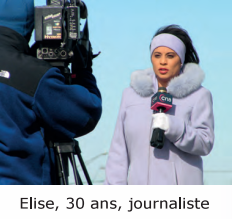 Elise, 30 ans, journaliste